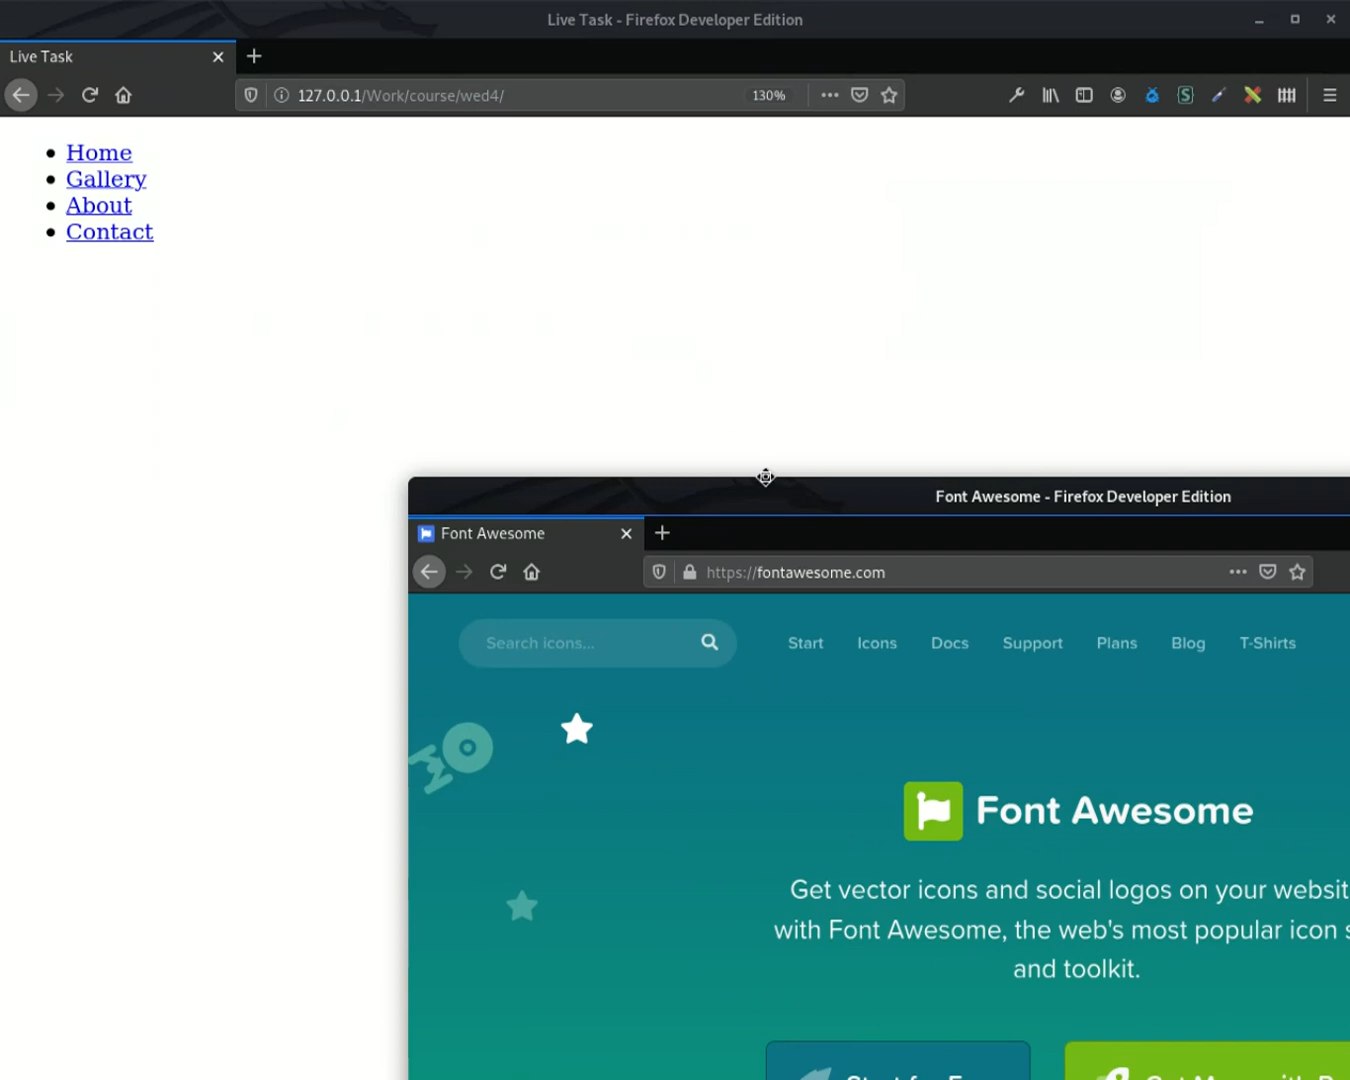 Live Task - Firefox Developer Edition
Live Task
127.0.0.1/Work/course/wed4/
130%
Home
Gallery
About
Contact
Font Awesome - Firefox Developer Edition
Font Awesome
https://fontawesome.com
Search icons...
Start Icons Docs Support Plans Blog T-Shirts
Font Awesome
Get vector icons and social logos on your
with Font Awesome, the web's most popular icon
and toolkit.